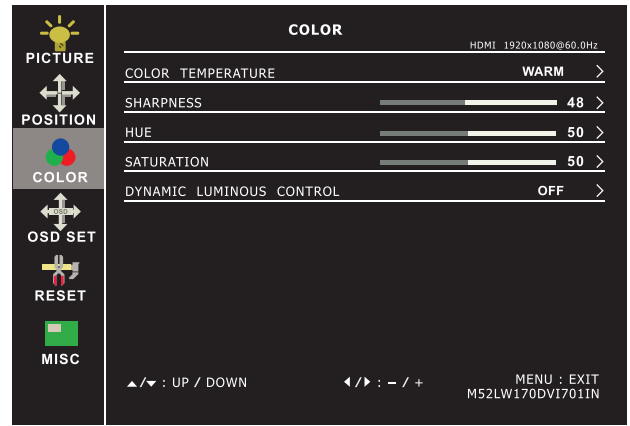 COLOR
HDMI 1920x1080@60.0Hz
PICTURE
POSITION
COLOR
OSD
OSD SET
RESET
MISC
COLOR TEMPERATURE WARM >
SHARPNESS 48 >
HUE 50 >
SATURATION 50 >
DYNAMIC LUMINOUS CONTROL OFF >
▲/▼ : UP / DOWN
◀/▶ : – / +
MENU : EXIT
M52LW170DVI701IN